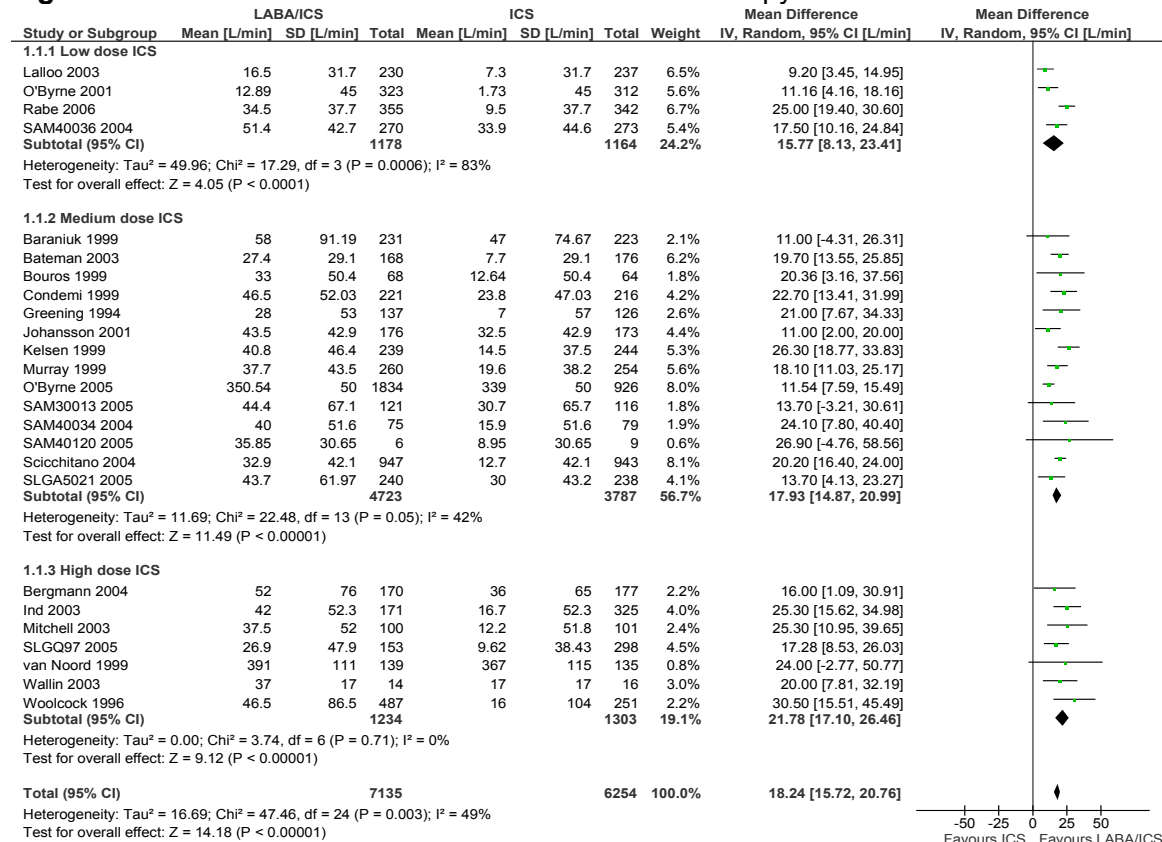 LABA/ICS ICS Mean Difference Mean Difference
Study or Subgroup Mean [L/min] SD [L/min] Total Mean [L/min] SD [L/min] Total Weight IV, Random, 95% CI [L/min] IV, Random, 95% CI [L/min]
1.1.1 Low dose ICS
Lalloo 2003 16.5 31.7 230 7.3 31.7 237 6.5% 9.20 [3.45, 14.95]
O'Byrne 2001 12.89 45 323 1.73 45 312 5.6% 11.16 [4.16, 18.16]
Rabe 2006 34.5 37.7 355 9.5 37.7 342 6.7% 25.00 [19.40, 30.60]
SAM40036 2004 51.4 42.7 270 33.9 44.6 273 5.4% 17.50 [10.16, 24.84]
Subtotal (95% CI) 1178 1164 24.2% 15.77 [8.13, 23.41]
Heterogeneity: Tau² = 49.96; Chi² = 17.29, df = 3 (P = 0.0006); I² = 83%
Test for overall effect: Z = 4.05 (P < 0.0001)
1.1.2 Medium dose ICS
Baraniuk 1999 58 91.19 231 47 74.67 223 2.1% 11.00 [-4.31, 26.31]
Bateman 2003 27.4 29.1 168 7.7 29.1 176 6.2% 19.70 [13.55, 25.85]
Bouros 1999 33 50.4 68 12.64 50.4 64 1.8% 20.36 [3.16, 37.56]
Condemi 1999 46.5 52.03 221 23.8 47.03 216 4.2% 22.70 [13.41, 31.99]
Greening 1994 28 53 137 7 57 126 2.6% 21.00 [7.67, 34.33]
Johansson 2001 43.5 42.9 176 32.5 42.9 173 4.4% 11.00 [2.00, 20.00]
Kelsen 1999 40.8 46.4 239 14.5 37.5 244 5.3% 26.30 [18.77, 33.83]
Murray 1999 37.7 43.5 260 19.6 38.2 254 5.6% 18.10 [11.03, 25.17]
O'Byrne 2005 350.54 50 1834 339 50 926 8.0% 11.54 [7.59, 15.49]
SAM30013 2005 44.4 67.1 121 30.7 65.7 116 1.8% 13.70 [-3.21, 30.61]
SAM40034 2004 40 51.6 75 15.9 51.6 79 1.9% 24.10 [7.80, 40.40]
SAM40120 2005 35.85 30.65 6 8.95 30.65 9 0.6% 26.90 [-4.76, 58.56]
Scicchitano 2004 32.9 42.1 947 12.7 42.1 943 8.1% 20.20 [16.40, 24.00]
SLGA5021 2005 43.7 61.97 240 30 43.2 238 4.1% 13.70 [4.13, 23.27]
Subtotal (95% CI) 4723 3787 56.7% 17.93 [14.87, 20.99]
Heterogeneity: Tau² = 11.69; Chi² = 22.48, df = 13 (P = 0.05); I² = 42%
Test for overall effect: Z = 11.49 (P < 0.00001)
1.1.3 High dose ICS
Bergmann 2004 52 76 170 36 65 177 2.2% 16.00 [1.09, 30.91]
Ind 2003 42 52.3 171 16.7 52.3 325 4.0% 25.30 [15.62, 34.98]
Mitchell 2003 37.5 52 100 12.2 51.8 101 2.4% 25.30 [10.95, 39.65]
SLGQ97 2005 26.9 47.9 153 9.62 38.43 298 4.5% 17.28 [8.53, 26.03]
van Noord 1999 391 111 139 367 115 135 0.8% 24.00 [-2.77, 50.77]
Wallin 2003 37 17 14 17 17 16 3.0% 20.00 [7.81, 32.19]
Woolcock 1996 46.5 86.5 487 16 104 251 2.2% 30.50 [15.51, 45.49]
Subtotal (95% CI) 1234 1303 19.1% 21.78 [17.10, 26.46]
Heterogeneity: Tau² = 0.00; Chi² = 3.74, df = 6 (P = 0.71); I² = 0%
Test for overall effect: Z = 9.12 (P < 0.00001)
Total (95% CI) 7135 6254 100.0% 18.24 [15.72, 20.76]
Heterogeneity: Tau² = 16.69; Chi² = 47.46, df = 24 (P = 0.003); I² = 49%
Test for overall effect: Z = 14.18 (P < 0.00001)
-50 -25 0 25 50
Favours ICS Favours LABA/ICS